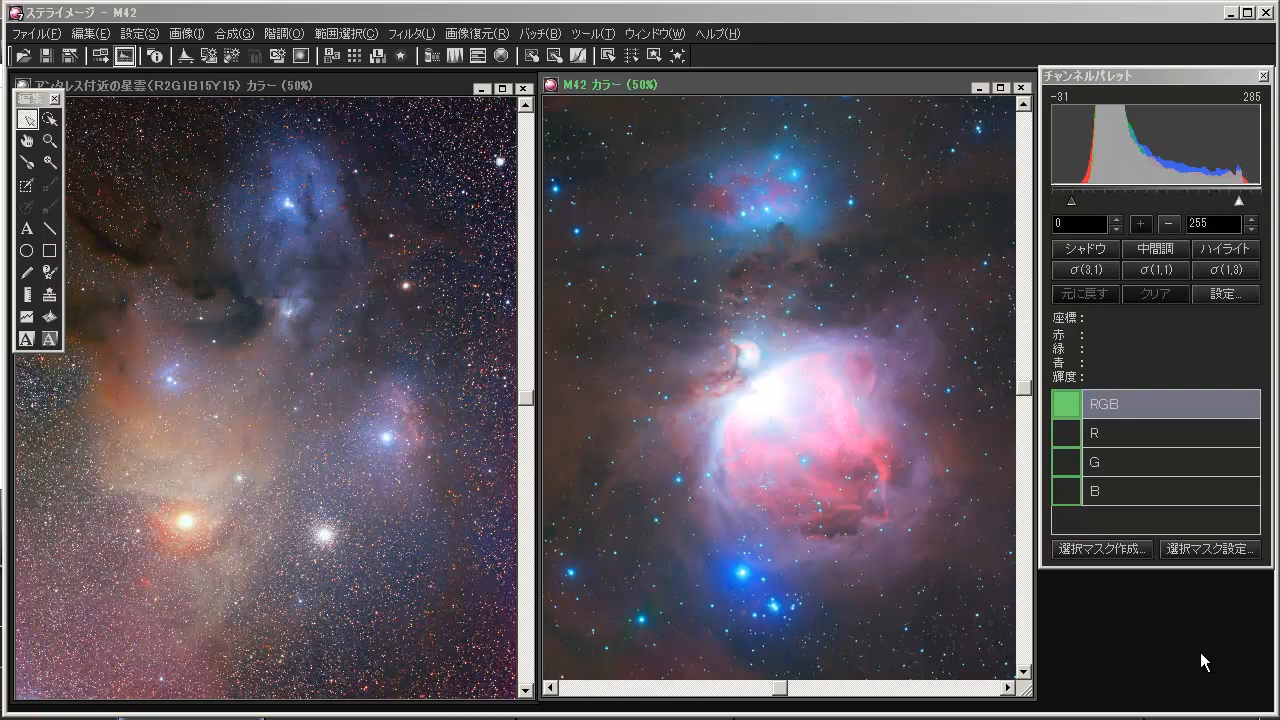 ステライメージ - M42
ファイル(F) 編集(E) 設定(S) 画像(I) 合成(G) 階調(O) 範囲選択(C) フィルタ(L) 画像復元(R) バッチ(B) ツール(T) ウィンドウ(W) ヘルプ(H)
アンタレス付近の星雲(R2G1B15Y15) カラー (50%)
編集
A
A A
M42 カラー (50%)
チャンネルパレット
-31 285
0 + - 255
シャドウ 中間調 ハイライト
σ(3,1) σ(1,1) σ(1,3)
元に戻す クリア 設定...
座標 :
赤 :
緑 :
青 :
輝度 :
RGB
R
G
B
選択マスク作成... 選択マスク設定...